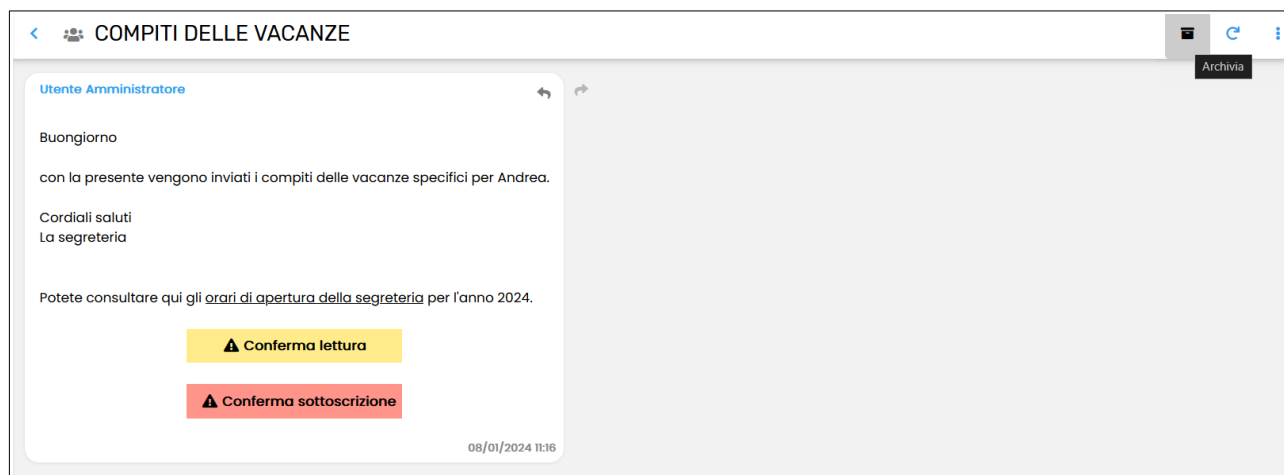 COMPITI DELLE VACANZE
Archivia
Utente Amministratore
Buongiorno
con la presente vengono inviati i compiti delle vacanze specifici per Andrea.
Cordiali saluti
La segreteria
Potete consultare qui gli orari di apertura della segreteria per l'anno 2024.
Conferma lettura
Conferma sottoscrizione
08/01/2024 11:16